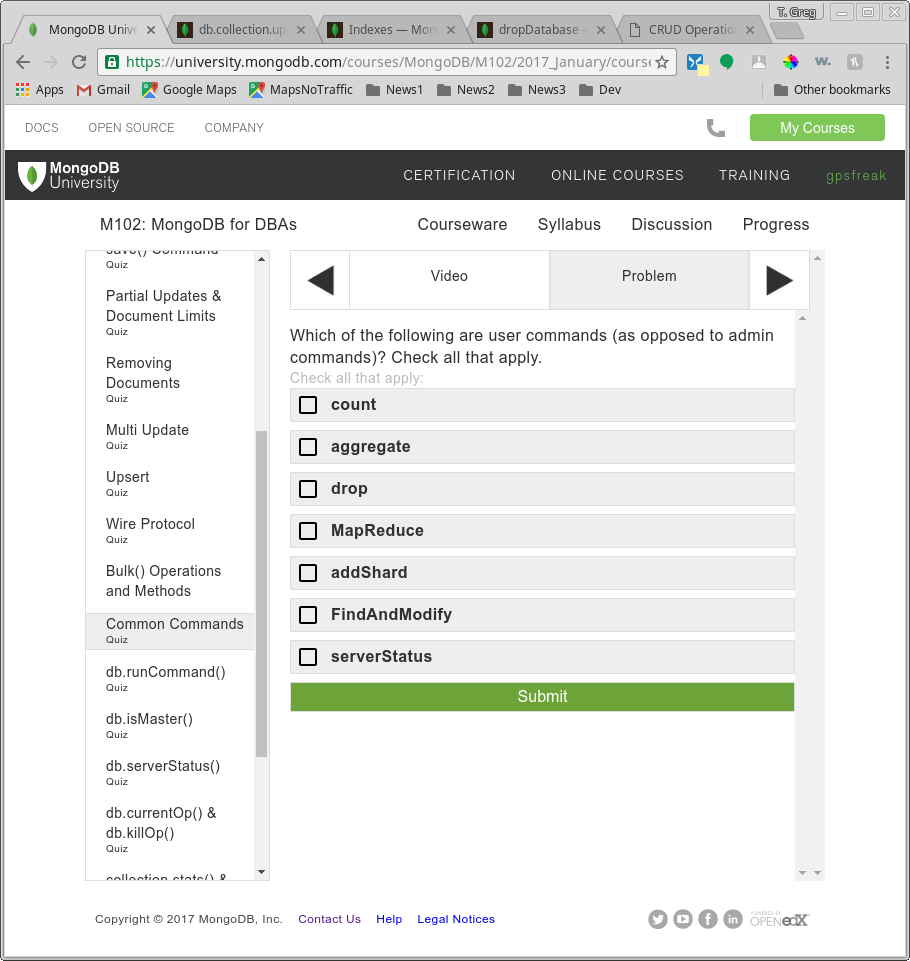 T. Greg
MongoDB Unive
db.collection.up
Indexes — Mon
dropDatabase —
CRUD Operatio
https://university.mongodb.com/courses/MongoDB/M102/2017_January/course
Apps
Gmail
Google Maps
MapsNoTraffic
News1
News2
News3
Dev
Other bookmarks
DOCS
OPEN SOURCE
COMPANY
My Courses
MongoDB
University
CERTIFICATION
ONLINE COURSES
TRAINING
gpsfreak
M102: MongoDB for DBAs
Courseware
Syllabus
Discussion
Progress
save() Command
Quiz
Partial Updates &
Document Limits
Quiz
Removing
Documents
Quiz
Multi Update
Quiz
Upsert
Quiz
Wire Protocol
Quiz
Bulk() Operations
and Methods
Common Commands
Quiz
db.runCommand()
Quiz
db.isMaster()
Quiz
db.serverStatus()
Quiz
db.currentOp() &
db.killOp()
Quiz
collection.stats() &
Video
Problem
Which of the following are user commands (as opposed to admin
commands)? Check all that apply.
Check all that apply:
count
aggregate
drop
MapReduce
addShard
FindAndModify
serverStatus
Submit
Copyright © 2017 MongoDB, Inc.
Contact Us
Help
Legal Notices
POWERED BY
OPEN edX